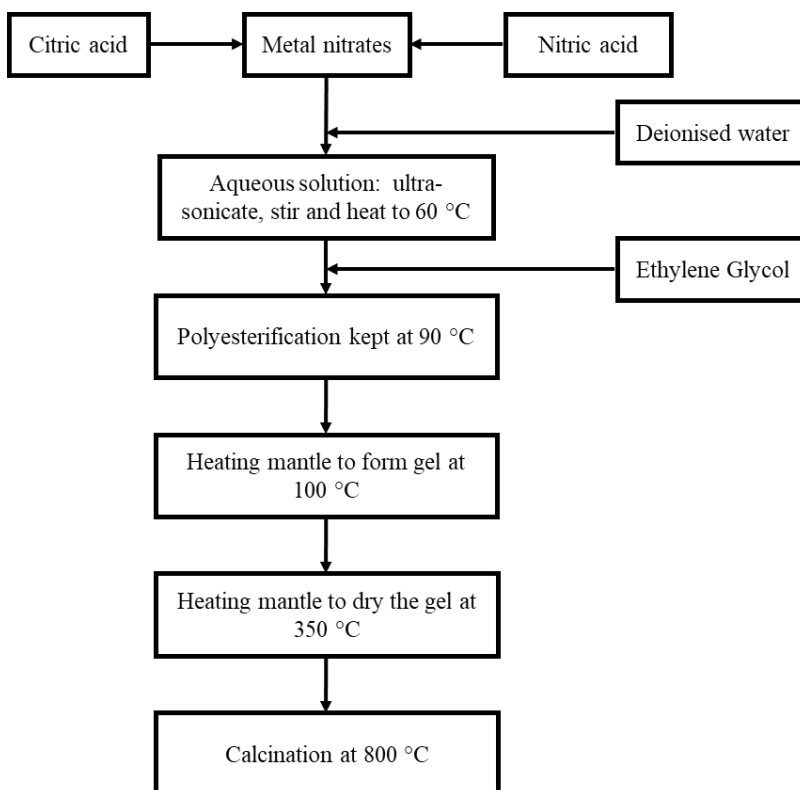 Citric acid
Metal nitrates
Nitric acid
Deionised water
Aqueous solution: ultra-
sonicate, stir and heat to 60 °C
Ethylene Glycol
Polyesterification kept at 90 °C
Heating mantle to form gel at
100 °C
Heating mantle to dry the gel at
350 °C
Calcination at 800 °C